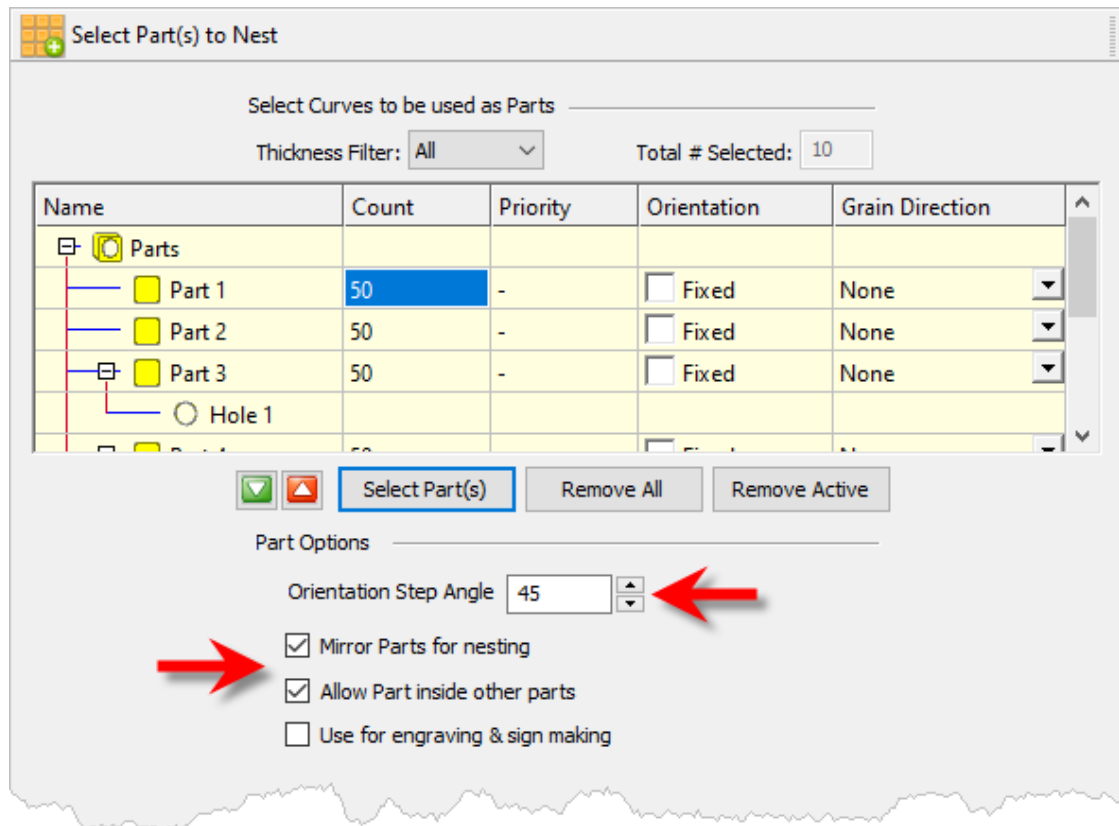 Select Part(s) to Nest
Select Curves to be used as Parts
Thickness Filter: All Total # Selected: 10
Name Count Priority Orientation Grain Direction
Parts
Part 1 50 - Fixed None
Part 2 50 - Fixed None
Part 3 50 - Fixed None
Hole 1
Select Part(s) Remove All Remove Active
Part Options
Orientation Step Angle 45
Mirror Parts for nesting
Allow Part inside other parts
Use for engraving & sign making